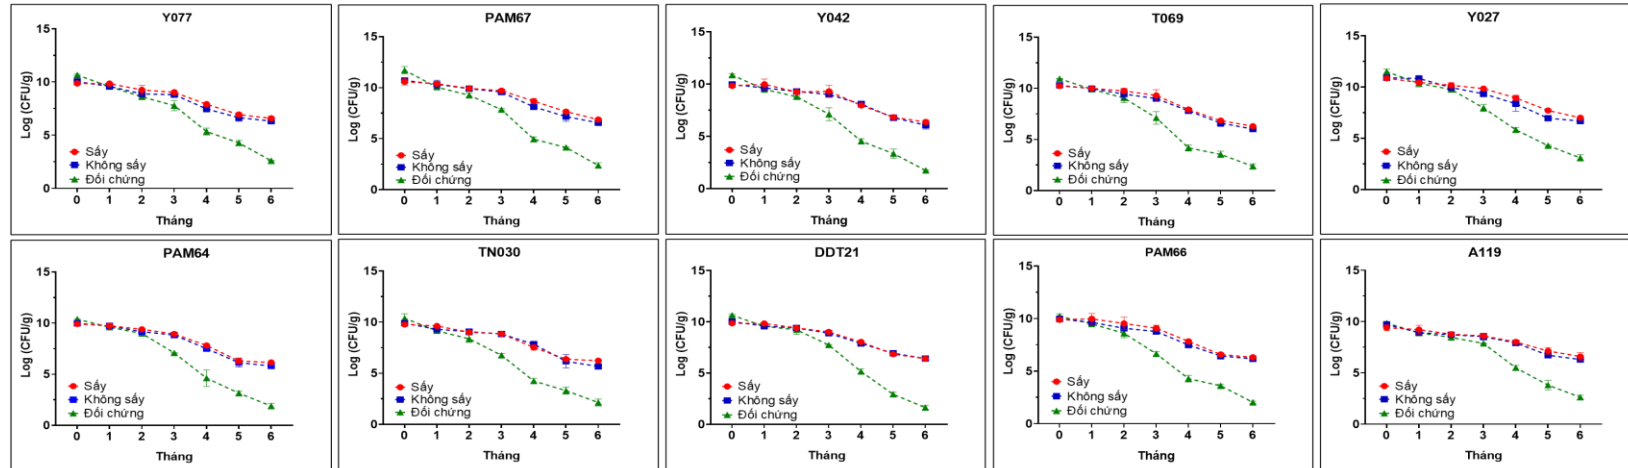 Y077
15
10
5
0
Log (CFU/g)
Sấy
Không sấy
Đối chứng
0 1 2 3 4 5 6
Tháng
PAM67
15
10
5
0
Log (CFU/g)
Sấy
Không sấy
Đối chứng
0 1 2 3 4 5 6
Tháng
Y042
15
10
5
0
Log (CFU/g)
Sấy
Không sấy
Đối chứng
0 1 2 3 4 5 6
Tháng
T069
15
10
5
0
Log (CFU/g)
Sấy
Không sấy
Đối chứng
0 1 2 3 4 5 6
Tháng
Y027
15
10
5
0
Log (CFU/g)
Sấy
Không sấy
Đối chứng
0 1 2 3 4 5 6
Tháng
PAM64
15
10
5
0
Log (CFU/g)
Sấy
Không sấy
Đối chứng
0 1 2 3 4 5 6
Tháng
TN030
15
10
5
0
Log (CFU/g)
Sấy
Không sấy
Đối chứng
0 1 2 3 4 5 6
Tháng
DDT21
15
10
5
0
Log (CFU/g)
Sấy
Không sấy
Đối chứng
0 1 2 3 4 5 6
Tháng
PAM66
15
10
5
0
Log (CFU/g)
Sấy
Không sấy
Đối chứng
0 1 2 3 4 5 6
Tháng
A119
15
10
5
0
Log (CFU/g)
Sấy
Không sấy
Đối chứng
0 1 2 3 4 5 6
Tháng